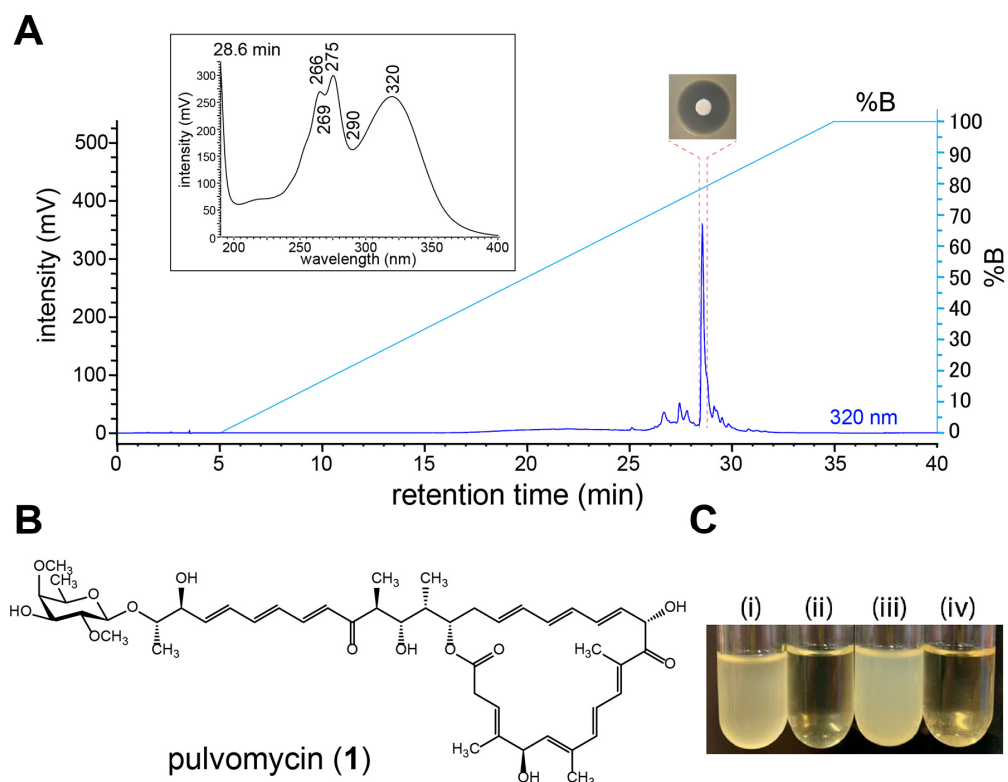 A
28.6 min
266
275
269
290
320
300
250
200
150
100
50
0
intensity (mV)
200
250
300
350
400
wavelength (nm)
%B
500
400
300
200
100
0
intensity (mV)
100
90
80
70
60
50
40
30
20
10
0
%B
320 nm
0
5
10
15
20
25
30
35
40
retention time (min)
B
OCH3
CH3
O
HO
OCH3
O
CH3
OH
O
CH3
OH
CH3
O
O
OH
O
CH3
H3C
OH
CH3
pulvomycin (1)
C
(i)
(ii)
(iii)
(iv)